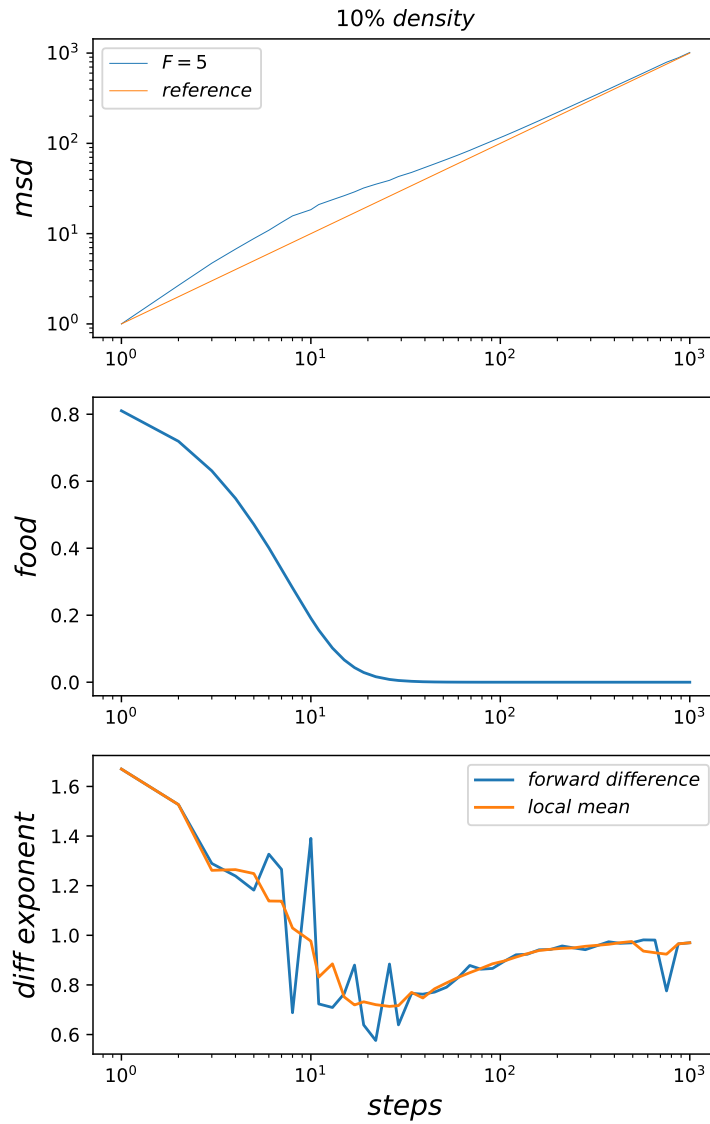 10% density
10³
10²
10¹
10⁰
msd
F = 5
reference
10⁰ 10¹ 10² 10³
0.8
0.6
0.4
0.2
0.0
food
10⁰ 10¹ 10² 10³
1.6
1.4
1.2
1.0
0.8
0.6
diff exponent
forward difference
local mean
10⁰ 10¹ 10² 10³
steps